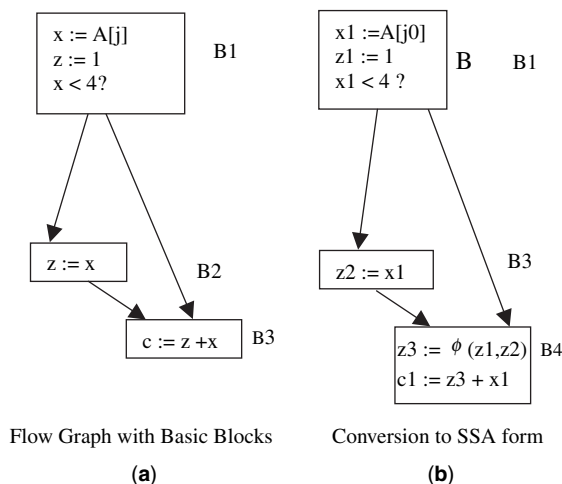 x := A[j]
z := 1
x < 4?
B1
z := x
B2
c := z +x
B3
Flow Graph with Basic Blocks
(a)
x1 :=A[j0]
z1 := 1
x1 < 4 ?
B
B1
z2 := x1
B3
z3 := ϕ (z1,z2)
c1 := z3 + x1
B4
Conversion to SSA form
(b)